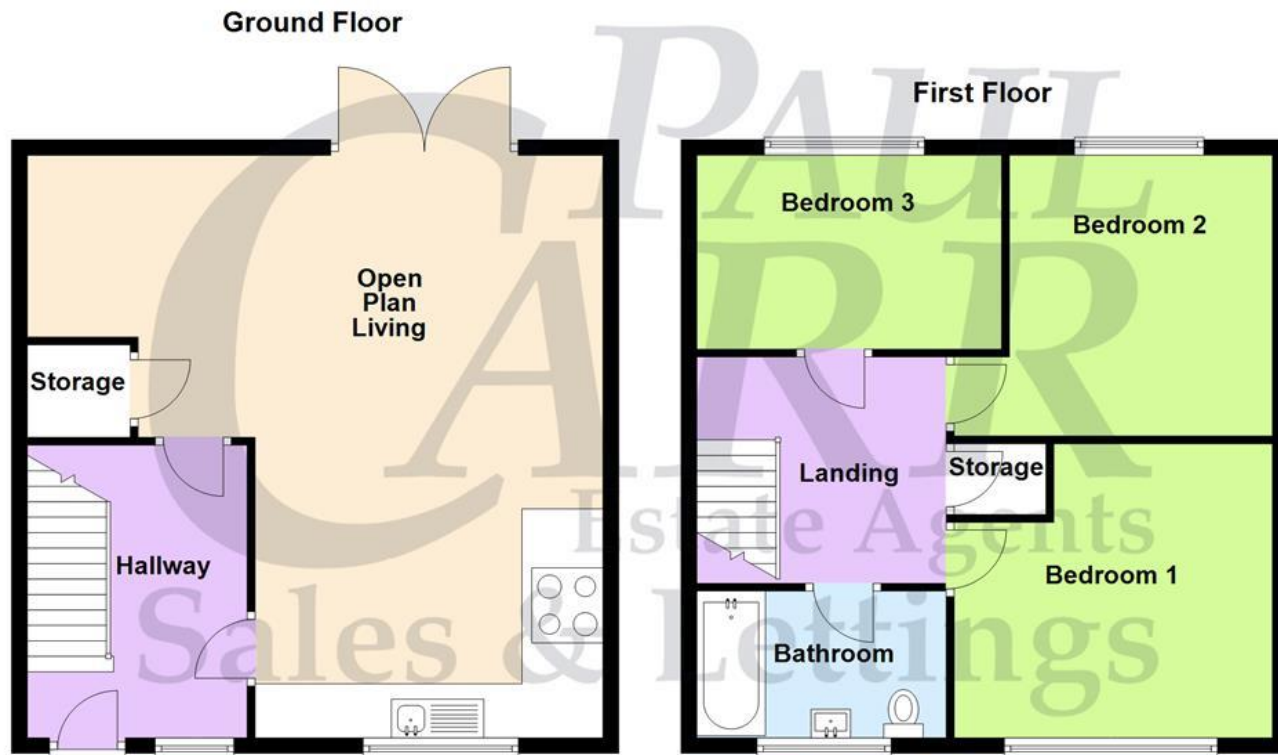 Ground Floor
Open
Plan
Living
Storage
Hallway
First Floor
Bedroom 3
Bedroom 2
Landing
Storage
Bedroom 1
Bathroom
PAUL
CARR
Estate Agents
Sales & Lettings